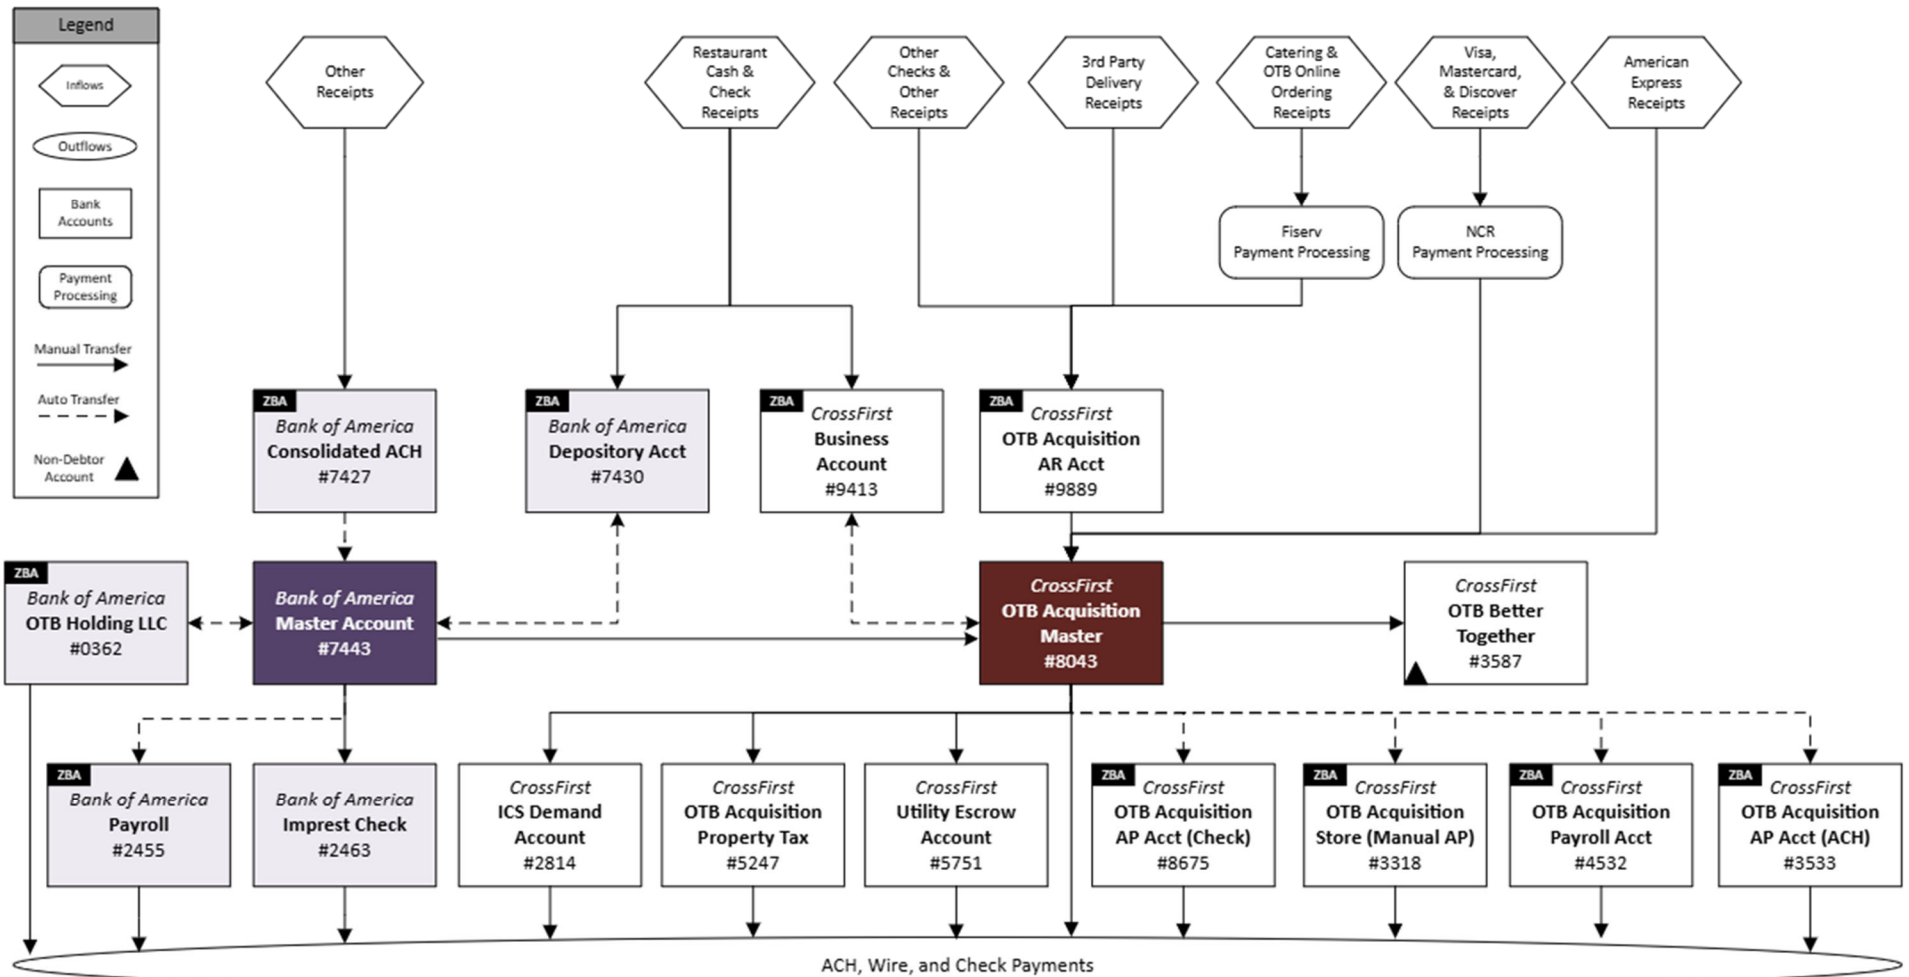 Legend
Inflows
Outflows
Bank
Accounts
Payment
Processing
Manual Transfer
Auto Transfer
Non-Debtor
Account
Other
Receipts
Restaurant
Cash &
Check
Receipts
Other
Checks &
Other
Receipts
3rd Party
Delivery
Receipts
Catering &
OTB Online
Ordering
Receipts
Visa,
Mastercard,
& Discover
Receipts
American
Express
Receipts
Fiserv
Payment Processing
NCR
Payment Processing
ZBA
Bank of America
Consolidated ACH
#7427
ZBA
Bank of America
Depository Acct
#7430
ZBA
CrossFirst
Business
Account
#9413
ZBA
CrossFirst
OTB Acquisition
AR Acct
#9889
ZBA
Bank of America
OTB Holding LLC
#0362
Bank of America
Master Account
#7443
CrossFirst
OTB Acquisition
Master
#8043
CrossFirst
OTB Better
Together
#3587
ZBA
Bank of America
Payroll
#2455
Bank of America
Imprest Check
#2463
CrossFirst
ICS Demand
Account
#2814
CrossFirst
OTB Acquisition
Property Tax
#5247
CrossFirst
Utility Escrow
Account
#5751
ZBA
CrossFirst
OTB Acquisition
AP Acct (Check)
#8675
ZBA
CrossFirst
OTB Acquisition
Store (Manual AP)
#3318
ZBA
CrossFirst
OTB Acquisition
Payroll Acct
#4532
ZBA
CrossFirst
OTB Acquisition
AP Acct (ACH)
#3533
ACH, Wire, and Check Payments